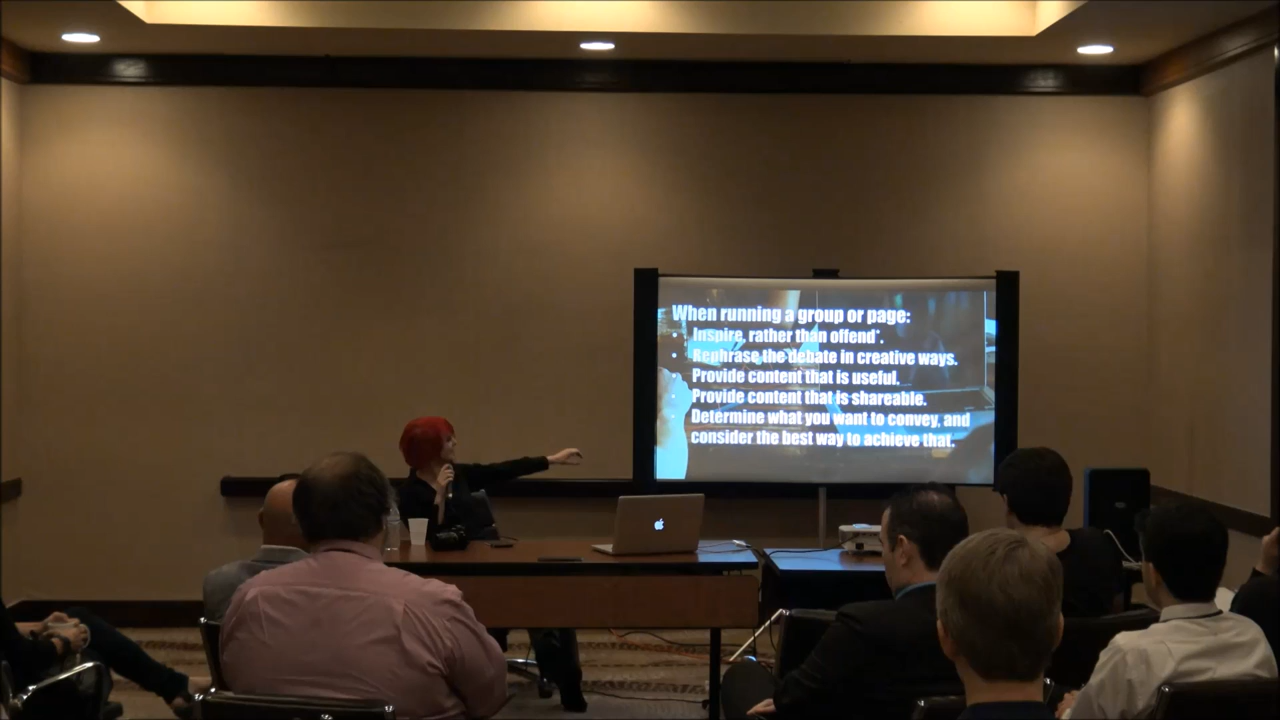 When running a group or page:
• Inspire, rather than offend*.
• Rephrase the debate in creative ways.
• Provide content that is useful.
• Provide content that is shareable.
Determine what you want to convey, and
consider the best way to achieve that.